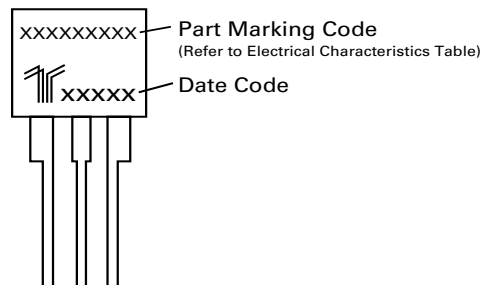 xxxxxxxxx
Part Marking Code
(Refer to Electrical Characteristics Table)
xxxxx
Date Code